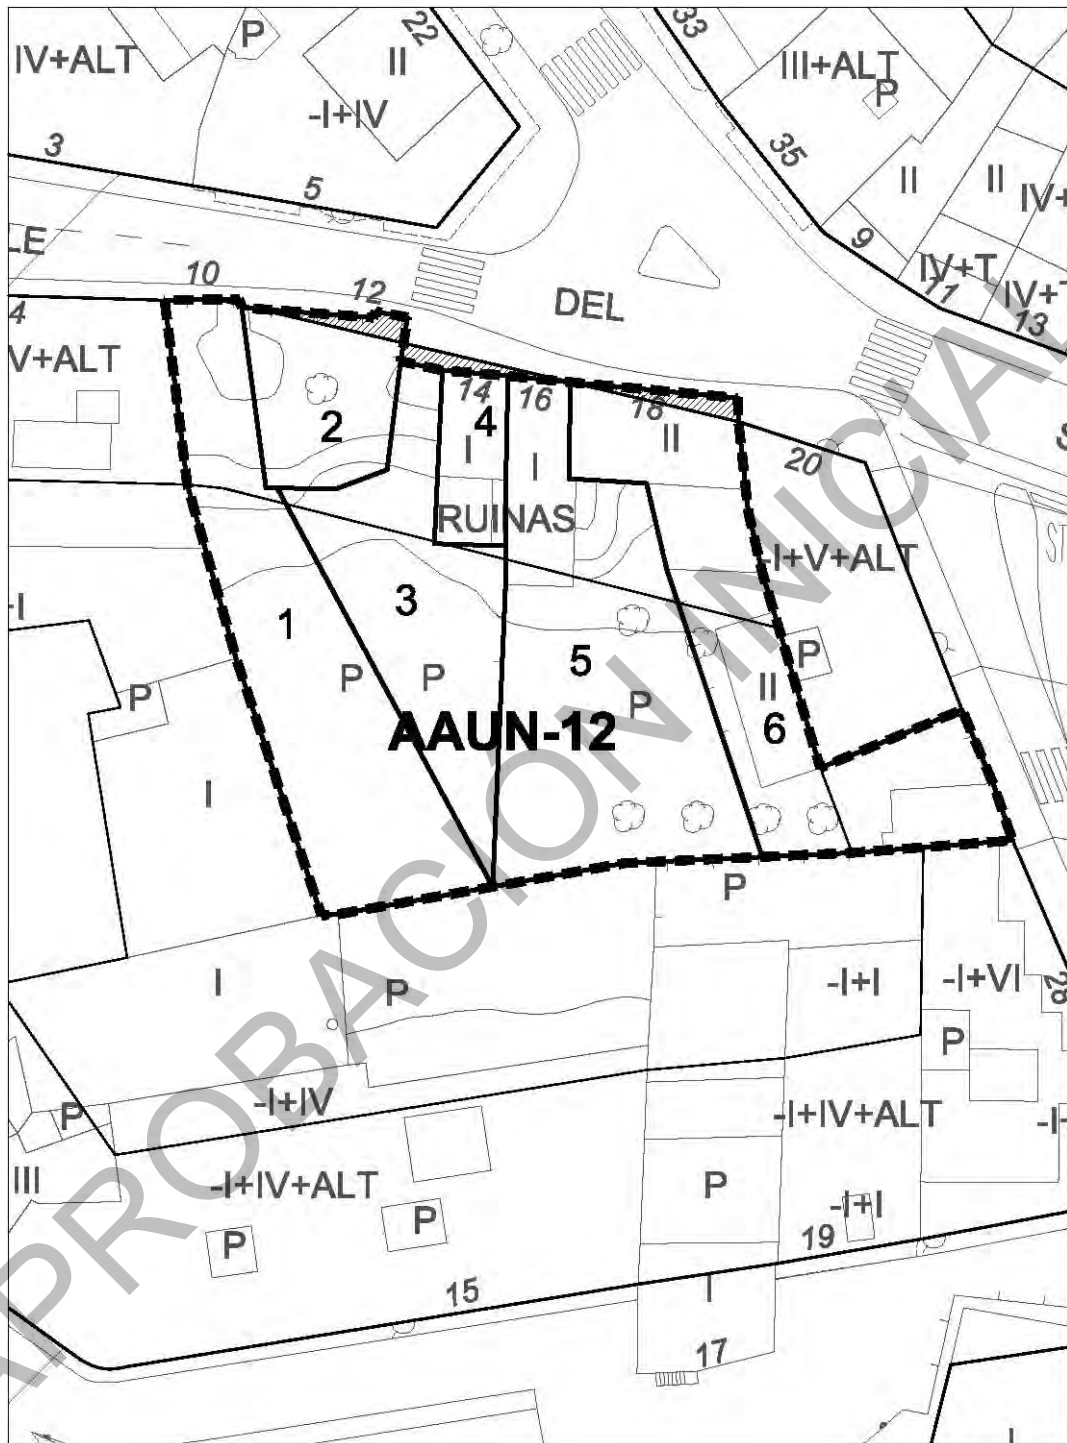 22
33
IV+ALT
P
II
III+ALT
P
-I+IV
3
35
5
II
II
IV+
9
LE
IV+T
10
11
IV+T
12
13
DEL
4
V+ALT
14
16
18
2
4
I
I
II
20
RUINAS
-I+V+ALT
-I
1
3
5
P
P
P
P
P
II
6
AAUN-12
I
P
I
P
-I+I
-I+VI
28
P
-I+IV
P
-I+IV+ALT
III
-I+IV+ALT
P
P
-I+I
P
19
15
I
17
APROBACIÓN INICIAL